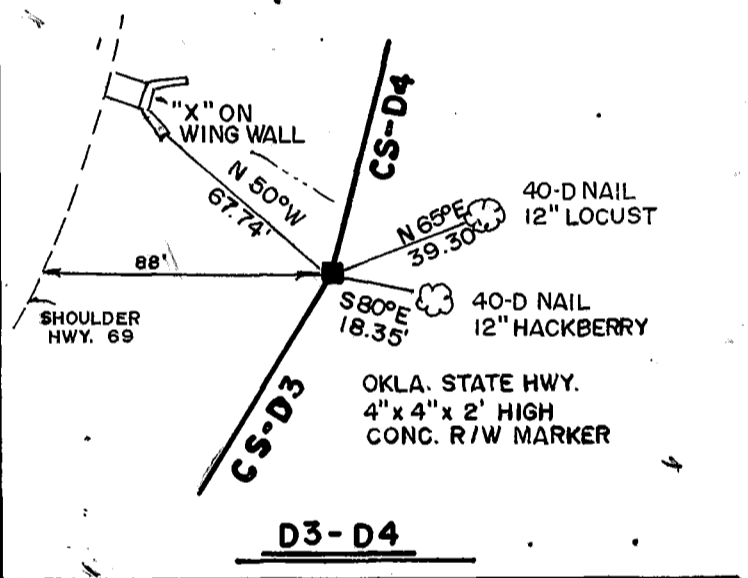 "X" ON
WING WALL
CS-D4
N 50°W
67.74'
N 65°E
39.30'
40-D NAIL
12" LOCUST
88'
SHOULDER
HWY. 69
S 80°E
18.35'
40-D NAIL
12" HACKBERRY
CS-D3
OKLA. STATE HWY.
4" x 4" x 2' HIGH
CONC. R/W MARKER
D3-D4